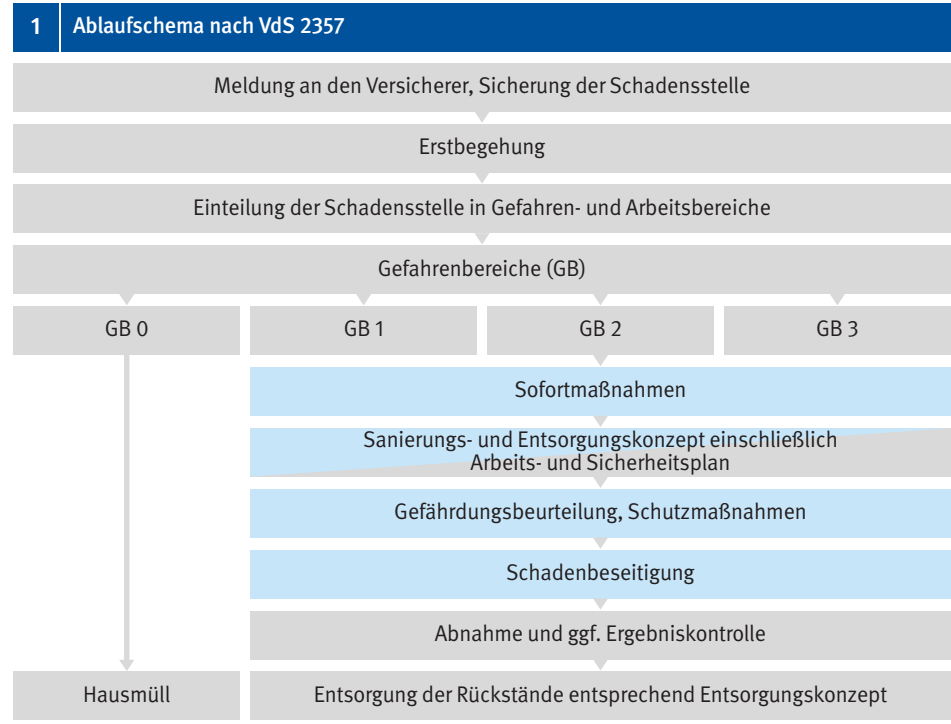 1 Ablaufschema nach VdS 2357
Meldung an den Versicherer, Sicherung der Schadensstelle
Erstbegehung
Einteilung der Schadensstelle in Gefahren- und Arbeitsbereiche
Gefahrenbereiche (GB)
GB 0 GB 1 GB 2 GB 3
Sofortmaßnahmen
Sanierungs- und Entsorgungskonzept einschließlich
Arbeits- und Sicherheitsplan
Gefährdungsbeurteilung, Schutzmaßnahmen
Schadenbeseitigung
Abnahme und ggf. Ergebniskontrolle
Hausmüll Entsorgung der Rückstände entsprechend Entsorgungskonzept